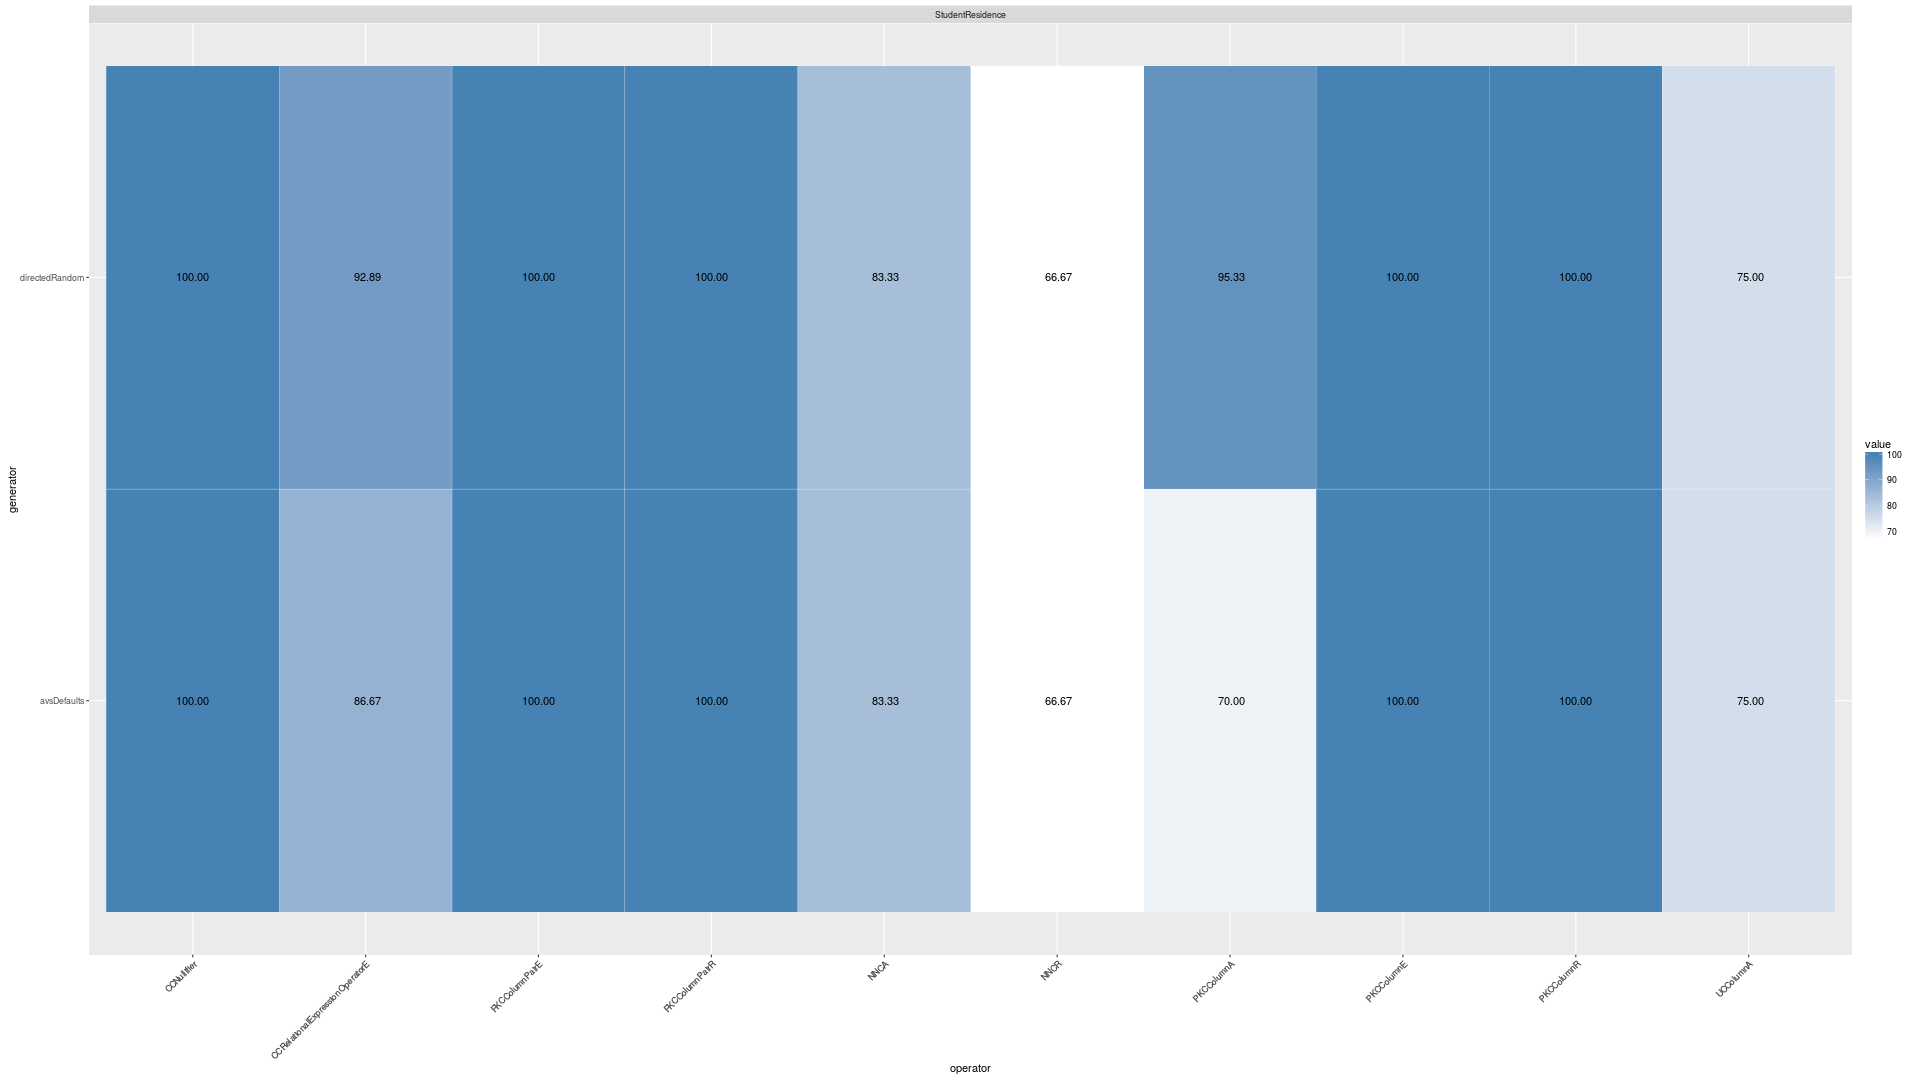 StudentResidence
generator
directedRandom
100.00 92.89 100.00 100.00 83.33 66.67 95.33 100.00 100.00 75.00
avsDefaults
100.00 86.67 100.00 100.00 83.33 66.67 70.00 100.00 100.00 75.00
value
100
90
80
70
CCNullifier
CCRelationalExpressionOperatorE
FKCColumnPairE
FKCColumnPairR
NNCA
NNCR
PKCColumnA
PKCColumnE
PKCColumnR
UCColumnA
operator